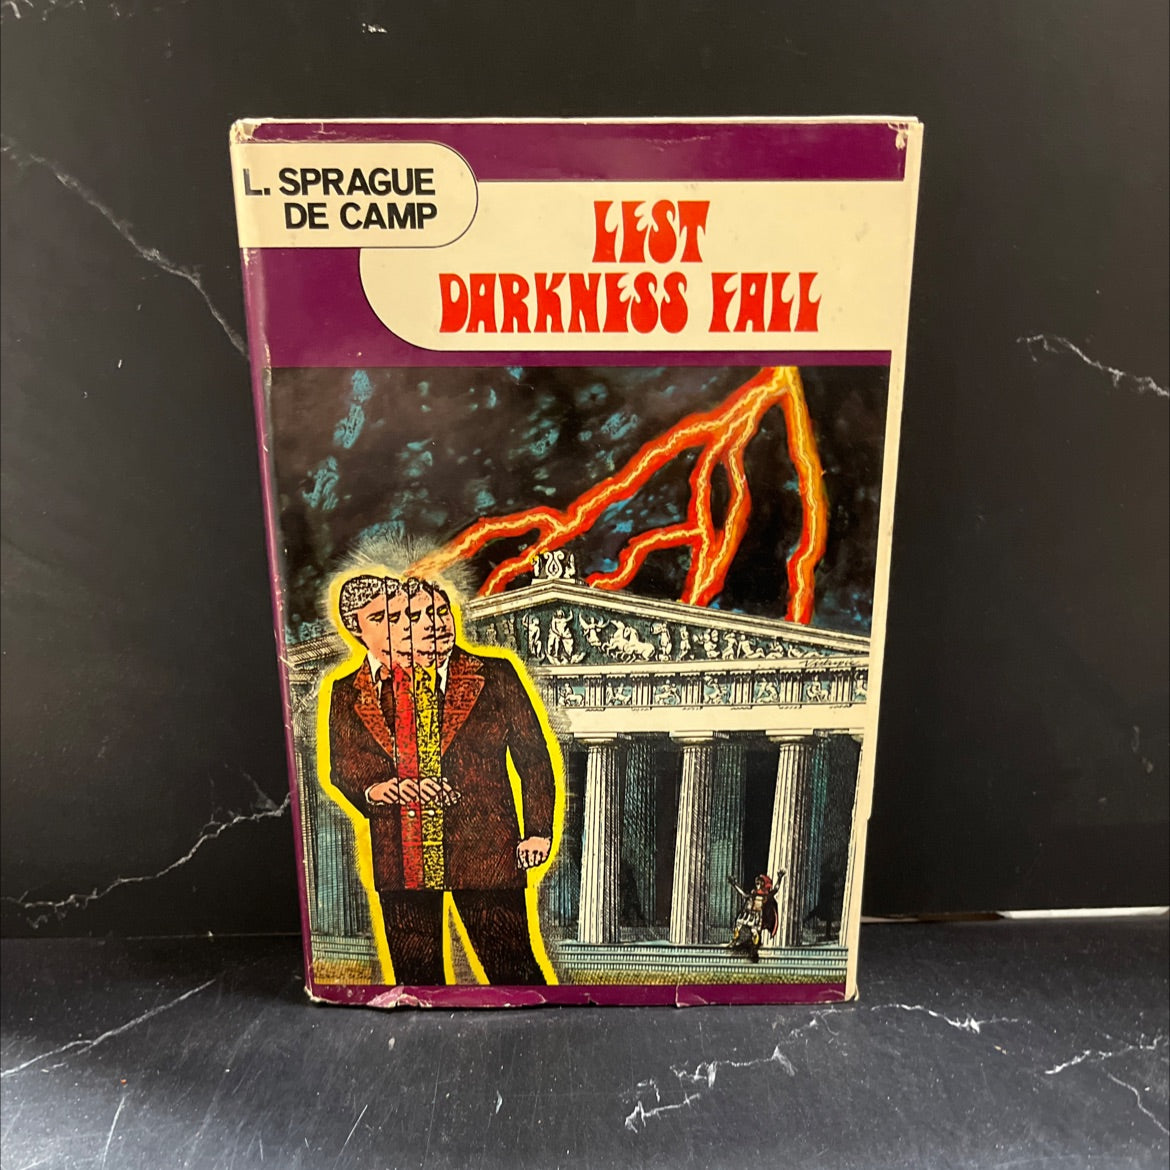 L. SPRAGUE
DE CAMP
LEST
DARKNESS FALL